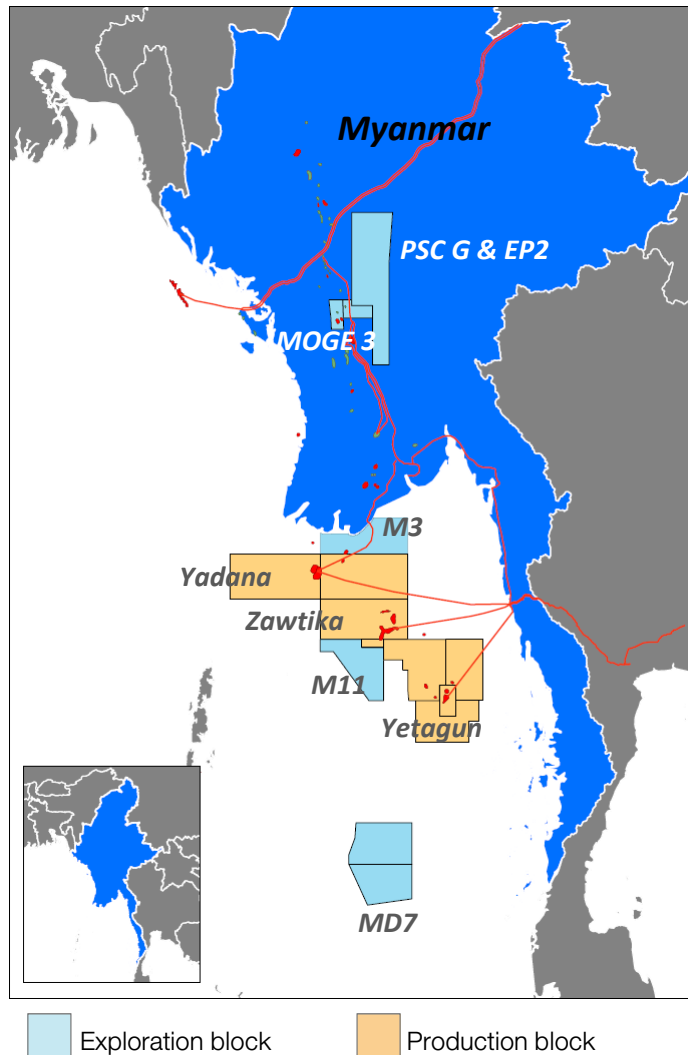 Myanmar
PSC G & EP2
MOGE 3
M3
Yadana
Zawtika
M11
Yetagun
MD7
Exploration block
Production block